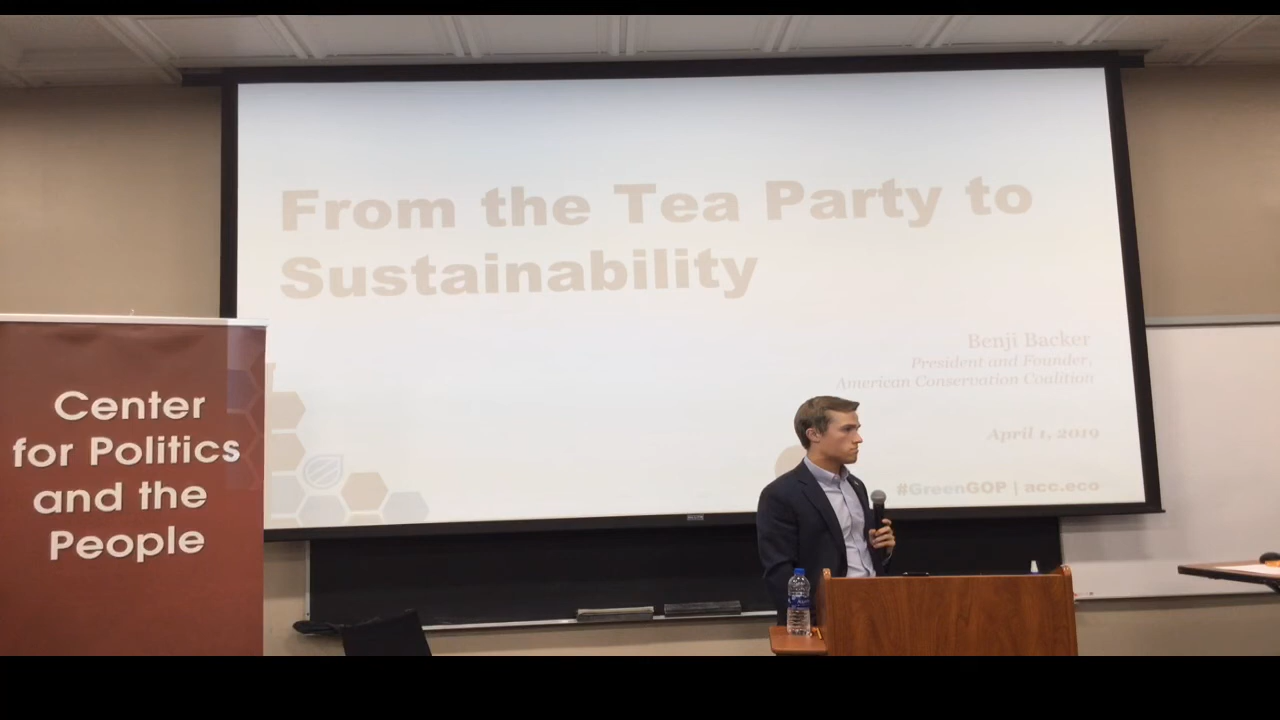 From the Tea Party to
Sustainability
Benji Backer
President and Founder,
American Conservation Coalition
April 1, 2019
#GreenGOP | acc.eco
Center
for Politics
and the
People